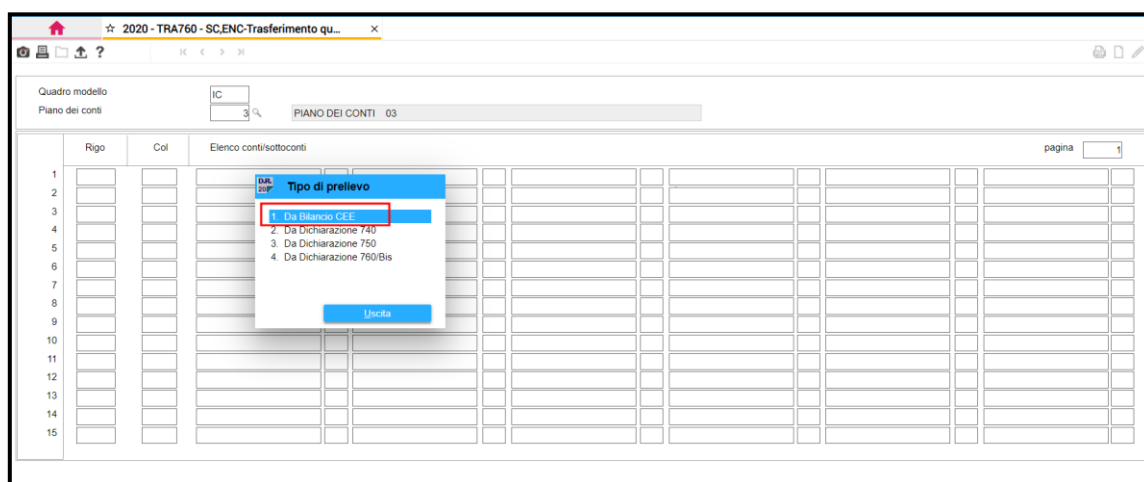 ☆ 2020 - TRA760 - SC,ENC-Trasferimento qu... ×
?
Quadro modello IC
Piano dei conti 3 PIANO DEI CONTI 03
Rigo Col Elenco conti/sottoconti pagina 1
1
2
3
4
5
6
7
8
9
10
11
12
13
14
15
Tipo di prelievo
1. Da Bilancio CEE
2. Da Dichiarazione 740
3. Da Dichiarazione 750
4. Da Dichiarazione 760/Bis
Uscita